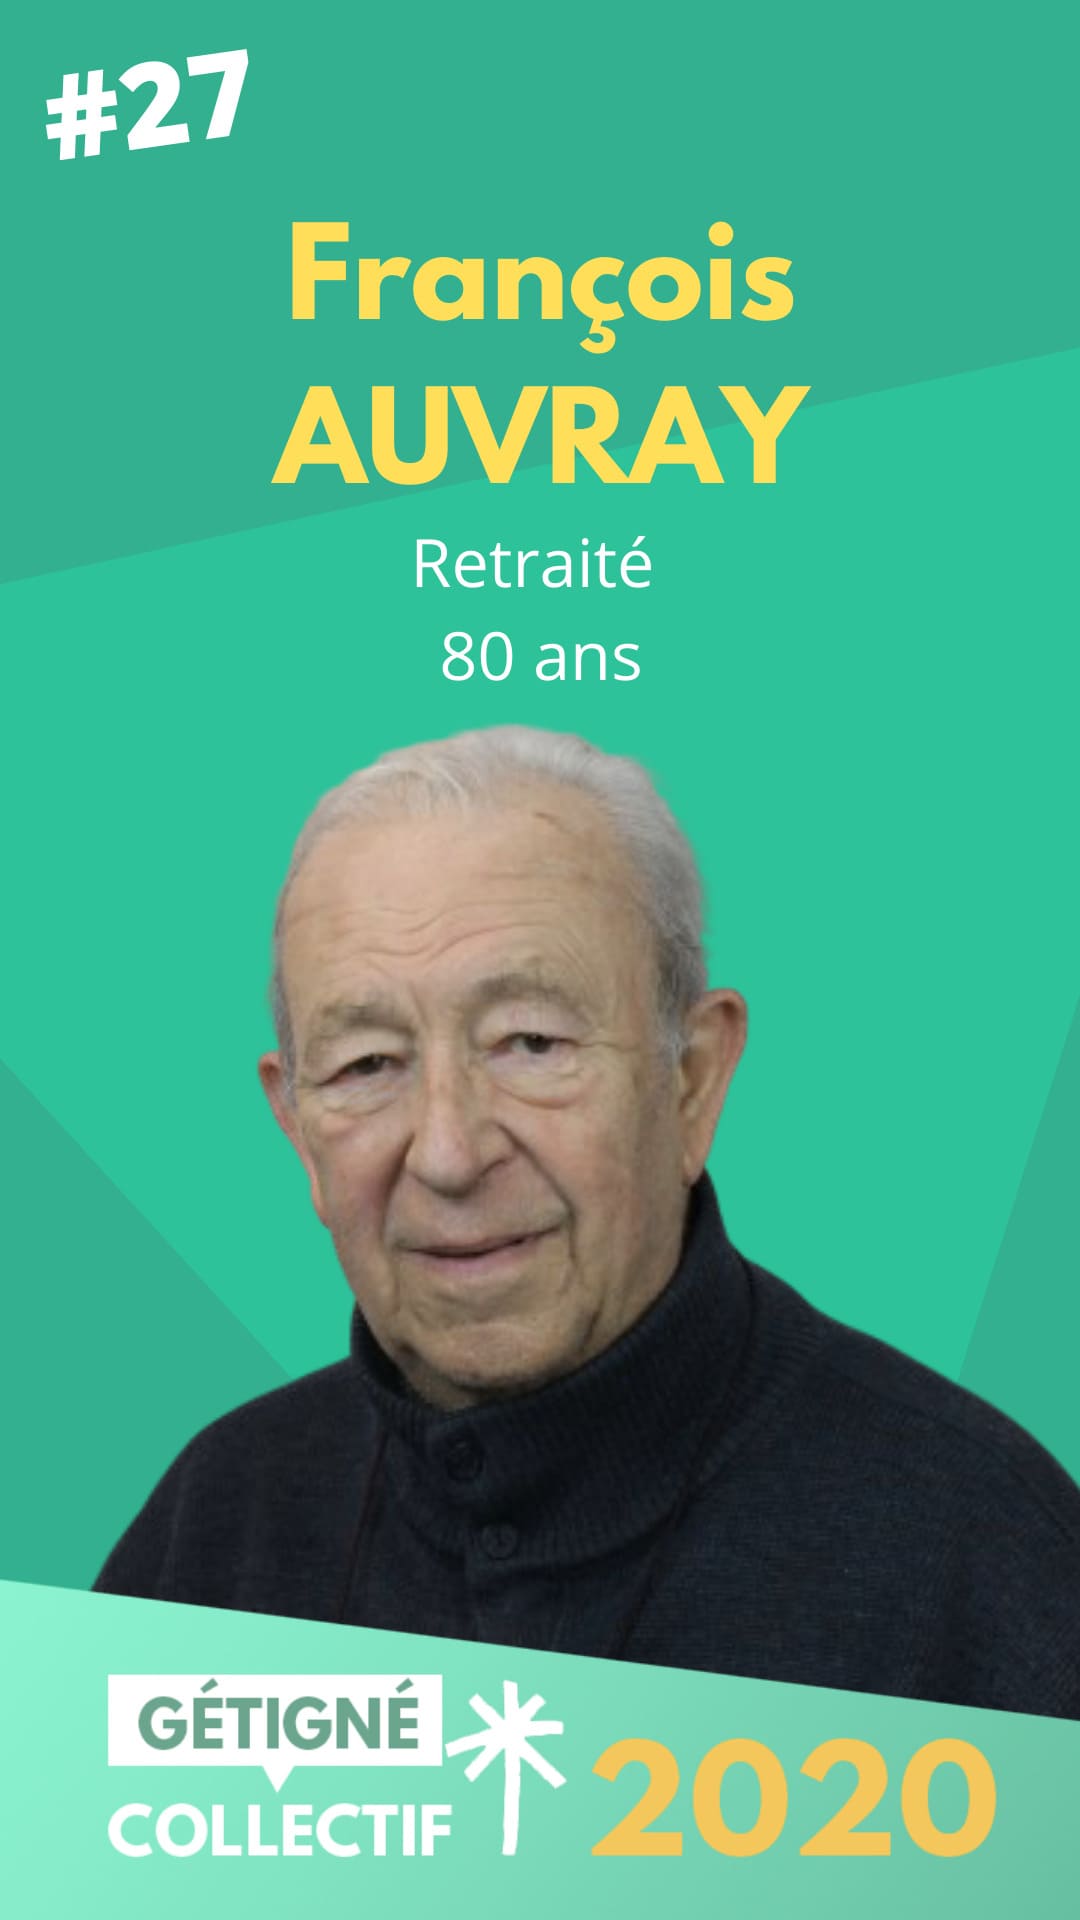 #27
François
AUVRAY
Retraité
80 ans
GÉTIGNÉ
COLLECTIF
2020